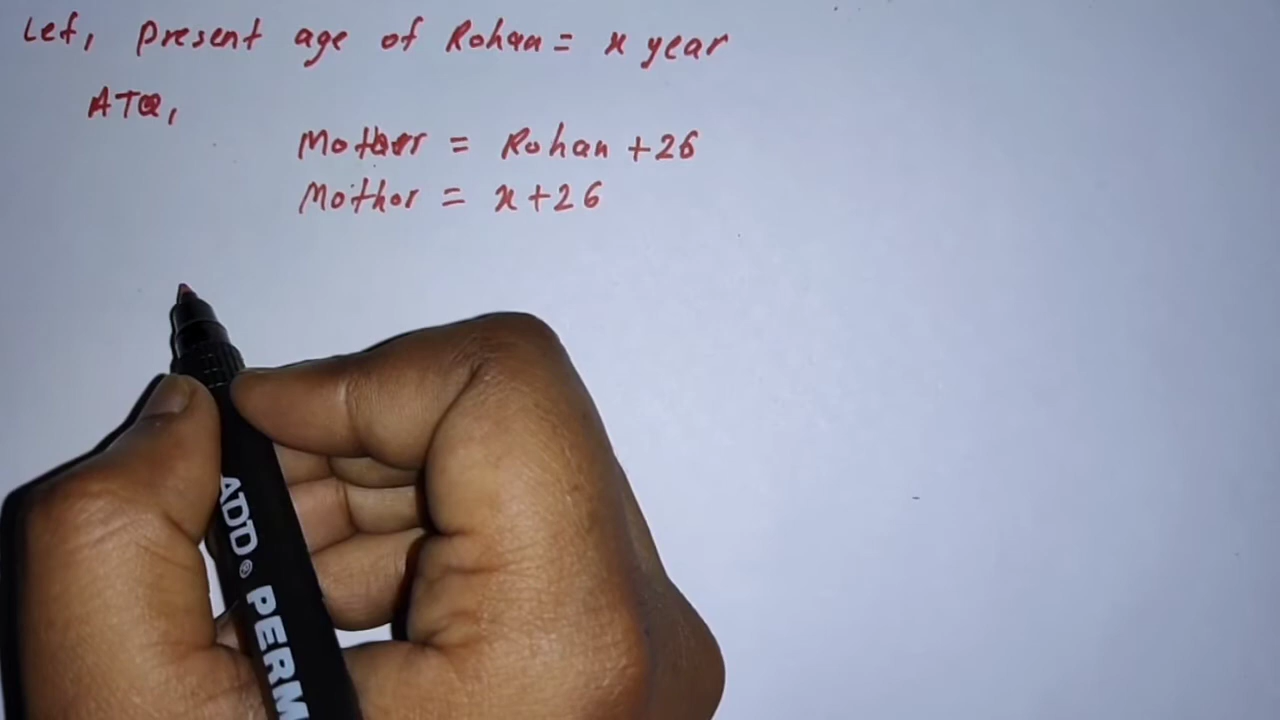 Let, present age of Rohan = x year
ATQ,
Mother = Rohan + 26
Mother = x + 26
ADD® PERM